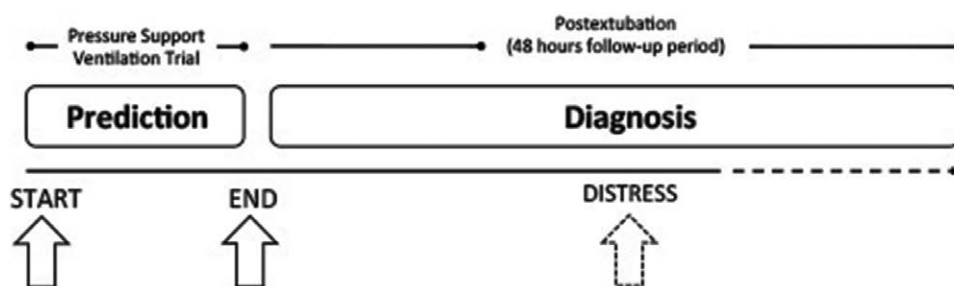 Pressure Support
Ventilation Trial
Postextubation
(48 hours follow-up period)
Prediction
Diagnosis
START
END
DISTRESS